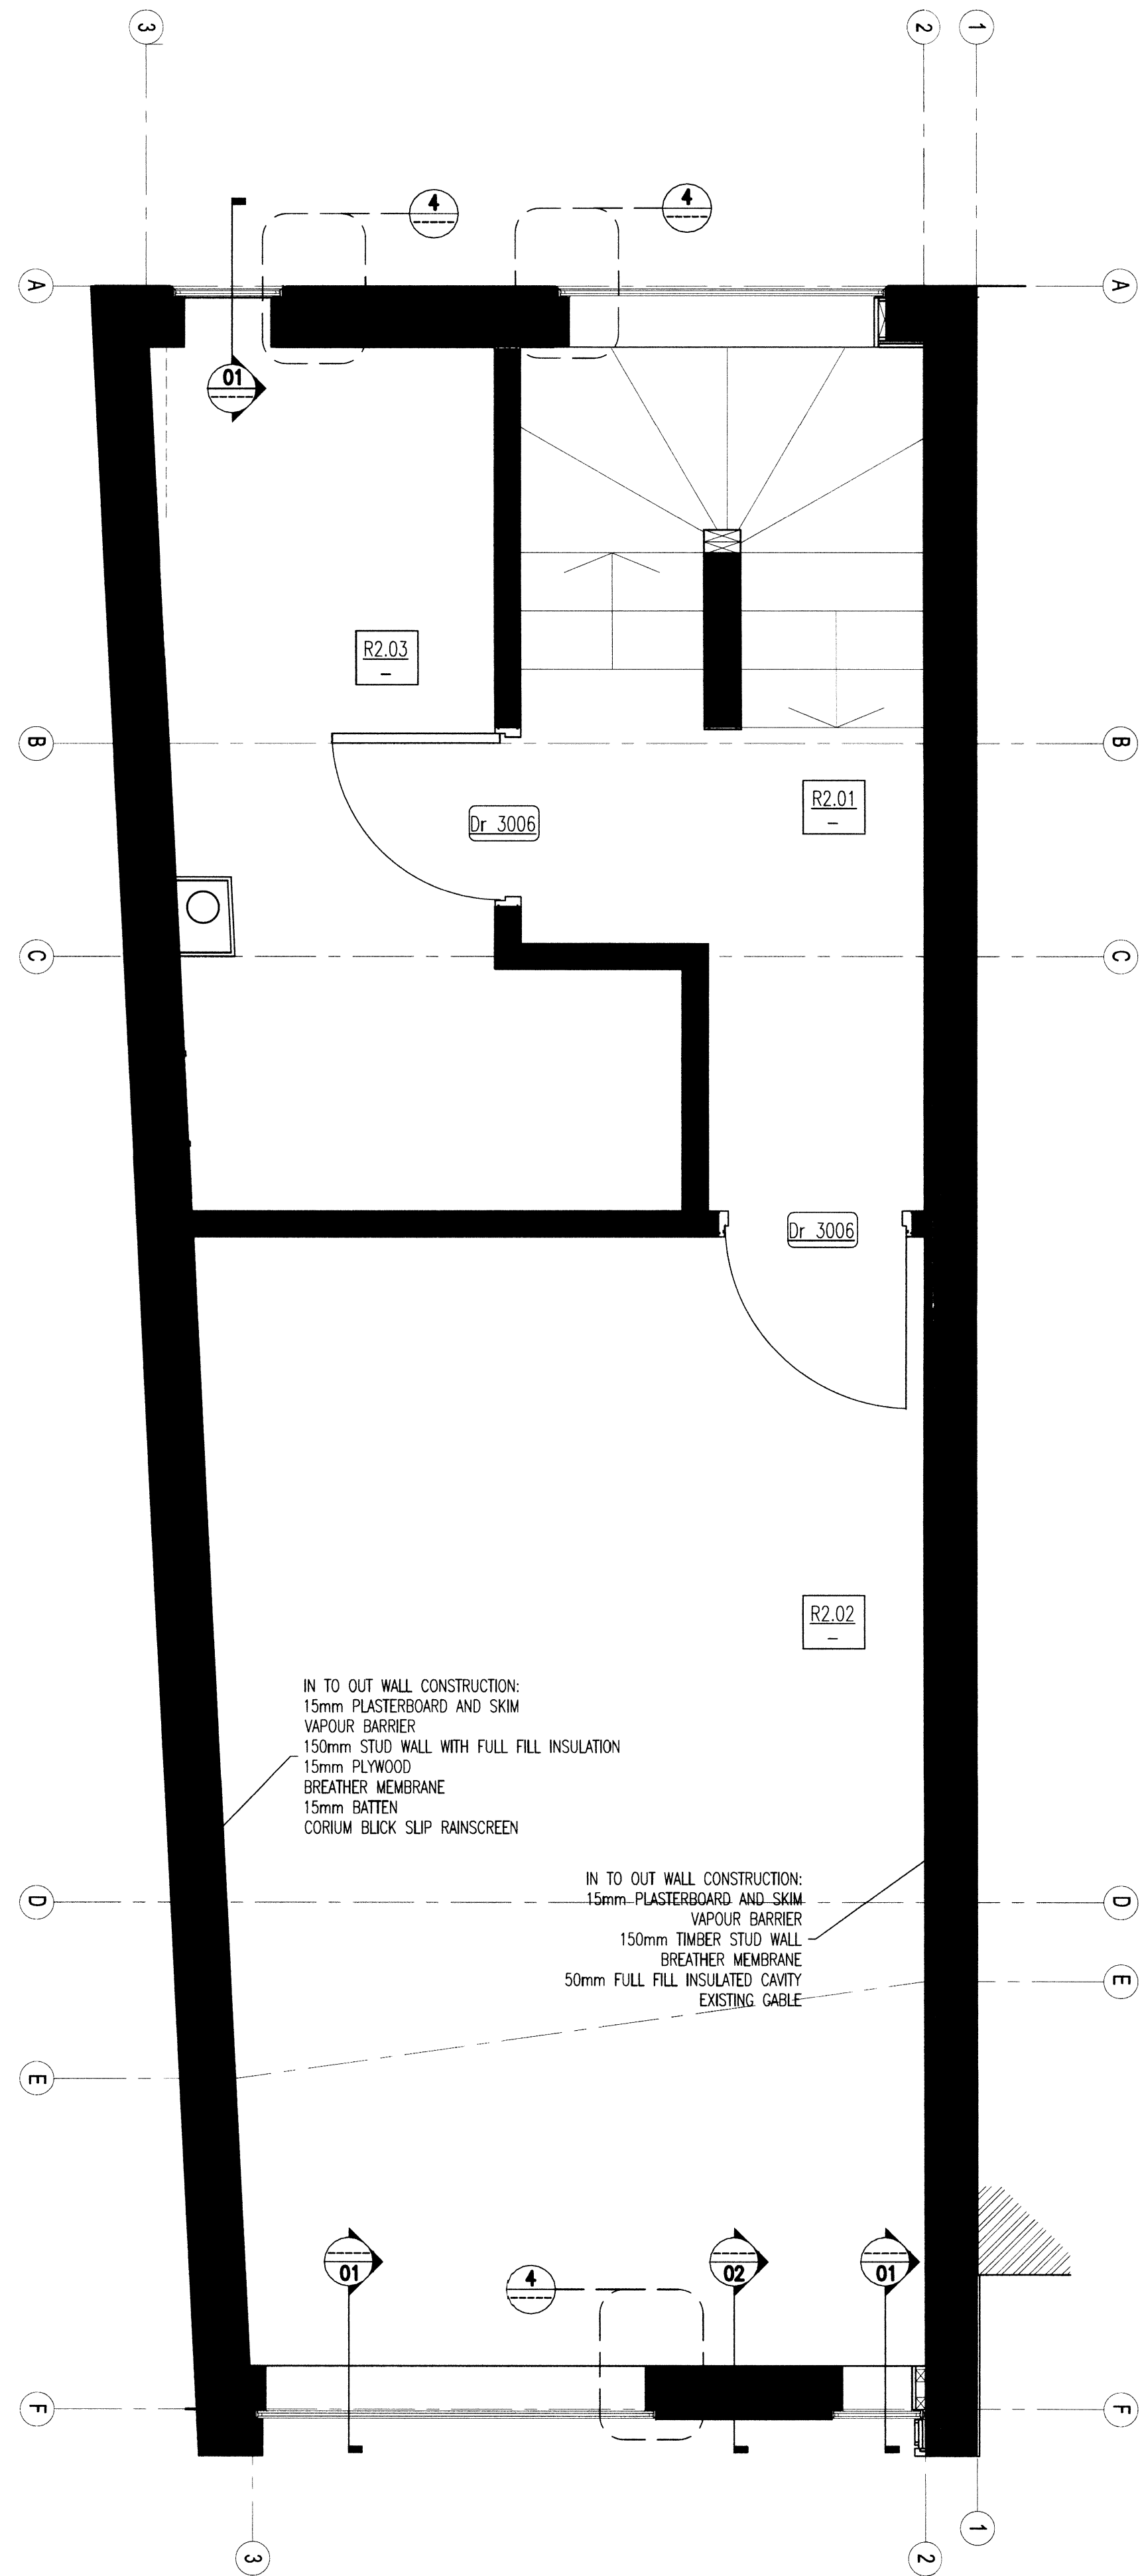 3
2
1
4
4
A
A
01
R2.03
B
B
R2.01
Dr 3006
C
C
Dr 3006
R2.02
IN TO OUT WALL CONSTRUCTION:
15mm PLASTERBOARD AND SKIM
VAPOUR BARRIER
150mm STUD WALL WITH FULL FILL INSULATION
15mm PLYWOOD
BREATHER MEMBRANE
15mm BATTEN
CORIUM BLICK SLIP RAINSCREEN
IN TO OUT WALL CONSTRUCTION:
15mm PLASTERBOARD AND SKIM
VAPOUR BARRIER
150mm TIMBER STUD WALL
BREATHER MEMBRANE
50mm FULL FILL INSULATED CAVITY
EXISTING GABLE
D
D
E
E
01
02
01
4
F
F
1
3
2